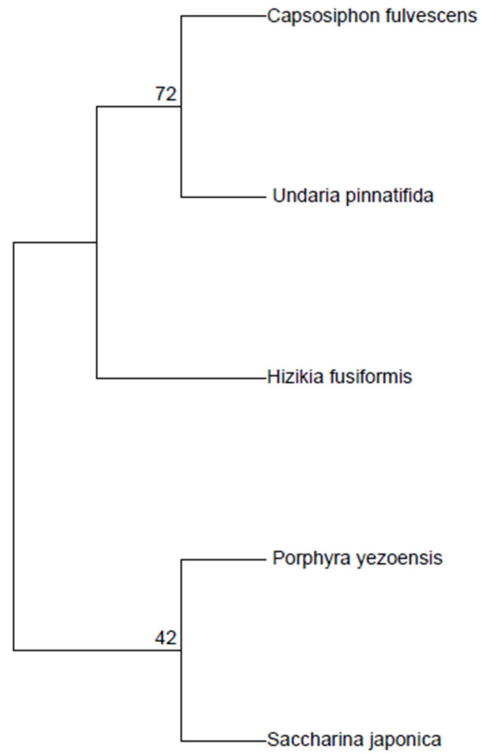 Capsosiphon fulvescens
72
Undaria pinnatifida
Hizikia fusiformis
Porphyra yezoensis
42
Saccharina japonica